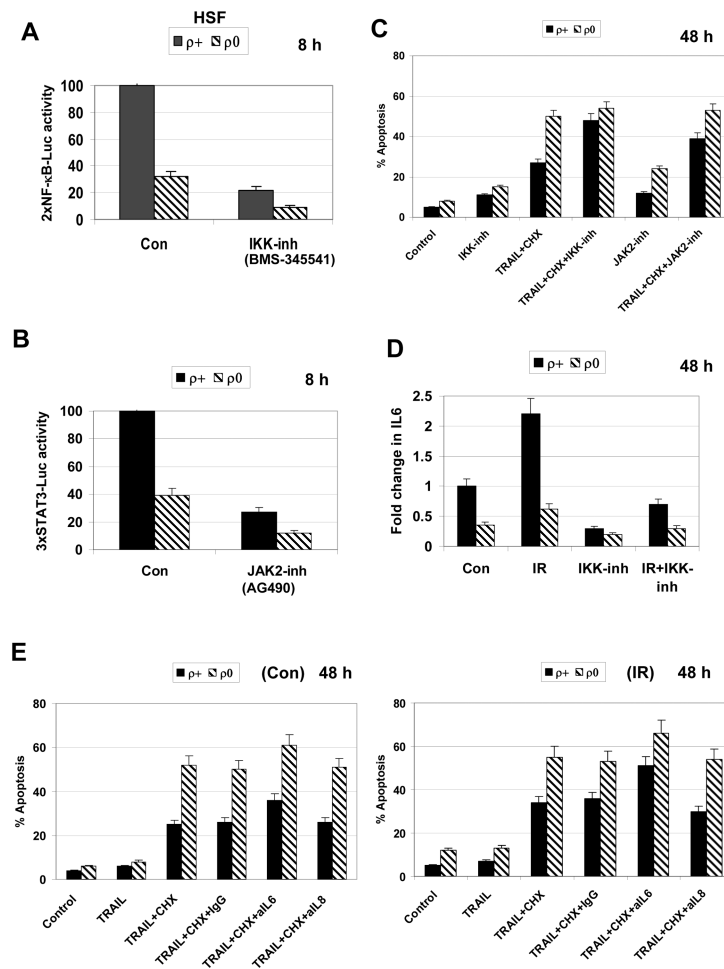 A
HSF
ρ+ ρ0
8 h
2xNF-κB-Luc activity
100
80
60
40
20
0
Con
IKK-inh
(BMS-345541)
B
ρ+ ρ0
8 h
3xSTAT3-Luc activity
100
80
60
40
20
0
Con
JAK2-inh
(AG490)
C
ρ+ ρ0
48 h
% Apoptosis
80
60
40
20
0
Control
IKK-inh
TRAIL+CHX
TRAIL+CHX+IKK-inh
JAK2-inh
TRAIL+CHX+JAK2-inh
D
ρ+ ρ0
48 h
Fold change in IL6
2.5
2
1.5
1
0.5
0
Con
IR
IKK-inh
IR+IKK-
inh
E
ρ+ ρ0
(Con) 48 h
% Apoptosis
80
60
40
20
0
Control
TRAIL
TRAIL+CHX
TRAIL+CHX+IgG
TRAIL+CHX+aIL6
TRAIL+CHX+aIL8
ρ+ ρ0
(IR) 48 h
% Apoptosis
80
60
40
20
0
Control
TRAIL
TRAIL+CHX
TRAIL+CHX+IgG
TRAIL+CHX+aIL6
TRAIL+CHX+aIL8